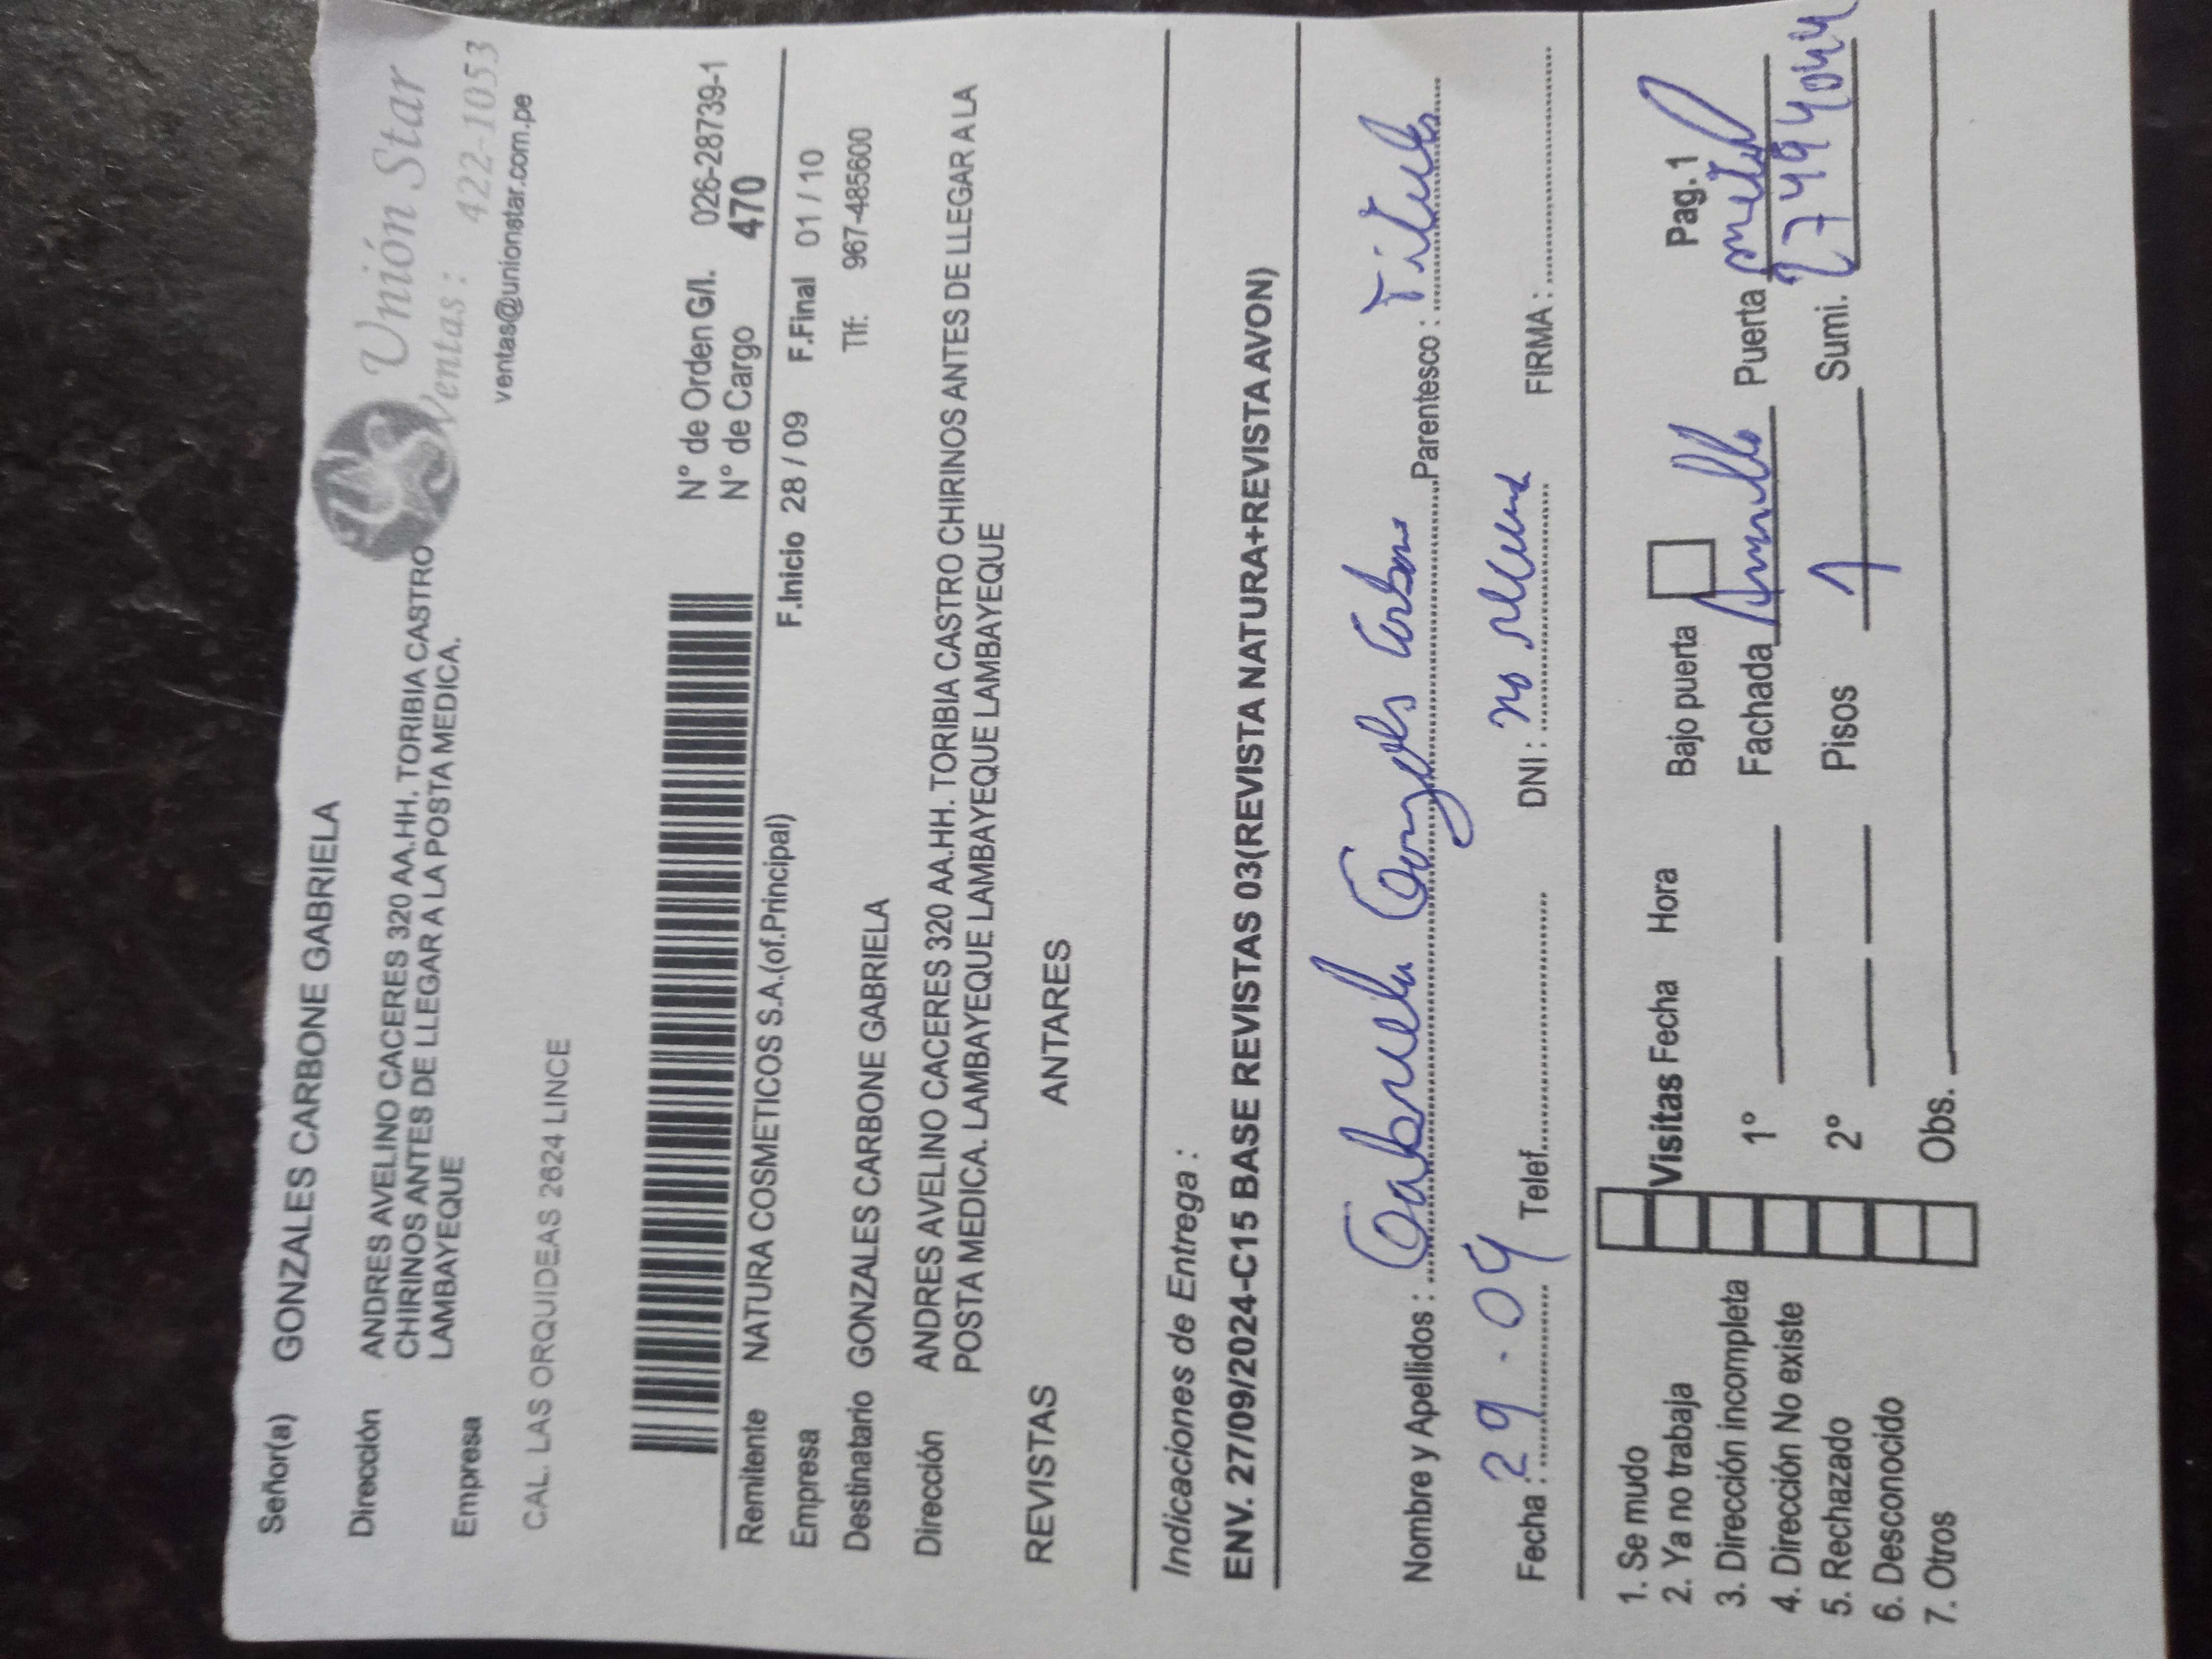 Señor(a) GONZALES CARBONE GABRIELA
Unión Star
Ventas : 422-1053
ventas@unionstar.com.pe
Dirección ANDRES AVELINO CACERES 320 AA.HH. TORIBIA CASTRO
CHIRINOS ANTES DE LLEGAR A LA POSTA MEDICA.
LAMBAYEQUE
Empresa
CAL. LAS ORQUIDEAS 2624 LINCE
N° de Orden G/I. 026-28739-1
N° de Cargo 470
Remitente NATURA COSMETICOS S.A.(of.Principal) F.Inicio 28 / 09 F.Final 01 / 10
Empresa Tlf: 967-485600
Destinatario GONZALES CARBONE GABRIELA
Dirección ANDRES AVELINO CACERES 320 AA.HH. TORIBIA CASTRO CHIRINOS ANTES DE LLEGAR A LA
POSTA MEDICA. LAMBAYEQUE LAMBAYEQUE LAMBAYEQUE
REVISTAS ANTARES
Indicaciones de Entrega :
ENV. 27/09/2024-C15 BASE REVISTAS 03(REVISTA NATURA+REVISTA AVON)
Nombre y Apellidos : Gabriella Gonzales Carbone Parentesco : Titular
Fecha : 29 - 09 Telef. DNI : no FIRMA :
1. Se mudo Bajo puerta Pag. 1
2. Ya no trabaja Visitas Fecha Hora
3. Dirección incompleta 1° Fachada Amarillo Puerta metal
4. Dirección No existe
5. Rechazado 2° Pisos 1 Sumi. 27494044
6. Desconocido
7. Otros Obs.